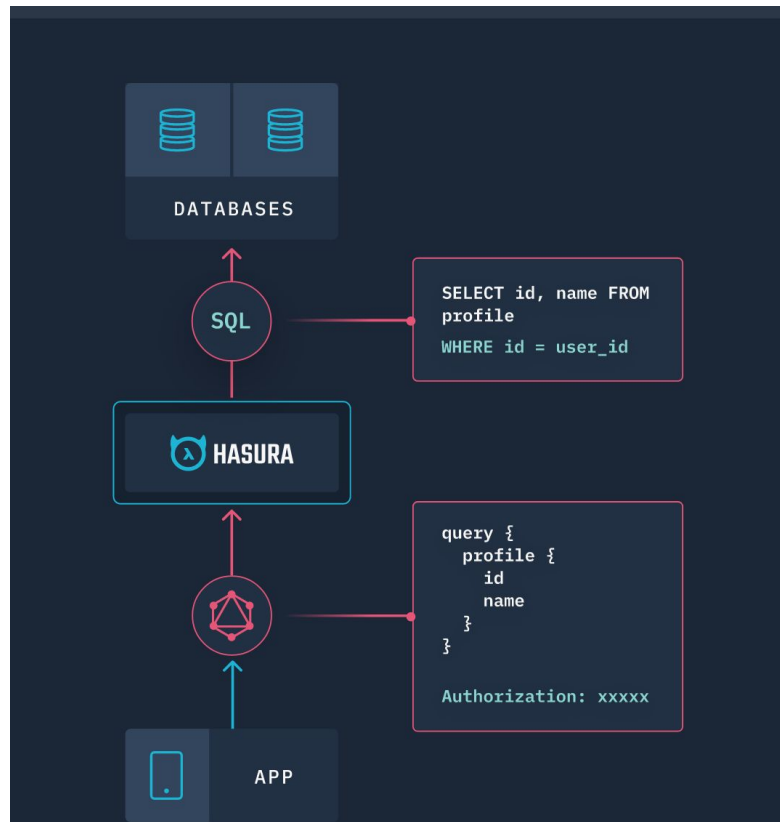 DATABASES
SQL
SELECT id, name FROM
profile
WHERE id = user_id
λ HASURA
query {
  profile {
    id
    name
  }
}
Authorization: xxxxx
APP